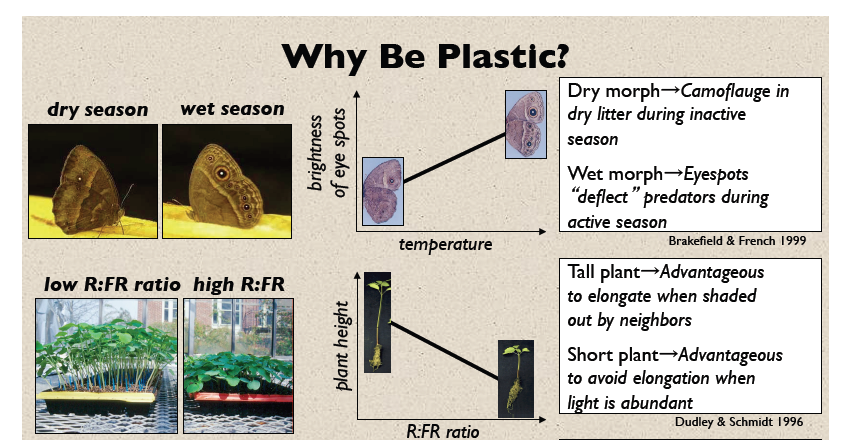 Why Be Plastic?
dry season
wet season
brightness
of eye spots
temperature
Dry morph→Camoflauge in
dry litter during inactive
season
Wet morph→Eyespots
“deflect” predators during
active season
Brakefield & French 1999
low R:FR ratio
high R:FR
plant height
R:FR ratio
Tall plant→Advantageous
to elongate when shaded
out by neighbors
Short plant→Advantageous
to avoid elongation when
light is abundant
Dudley & Schmidt 1996